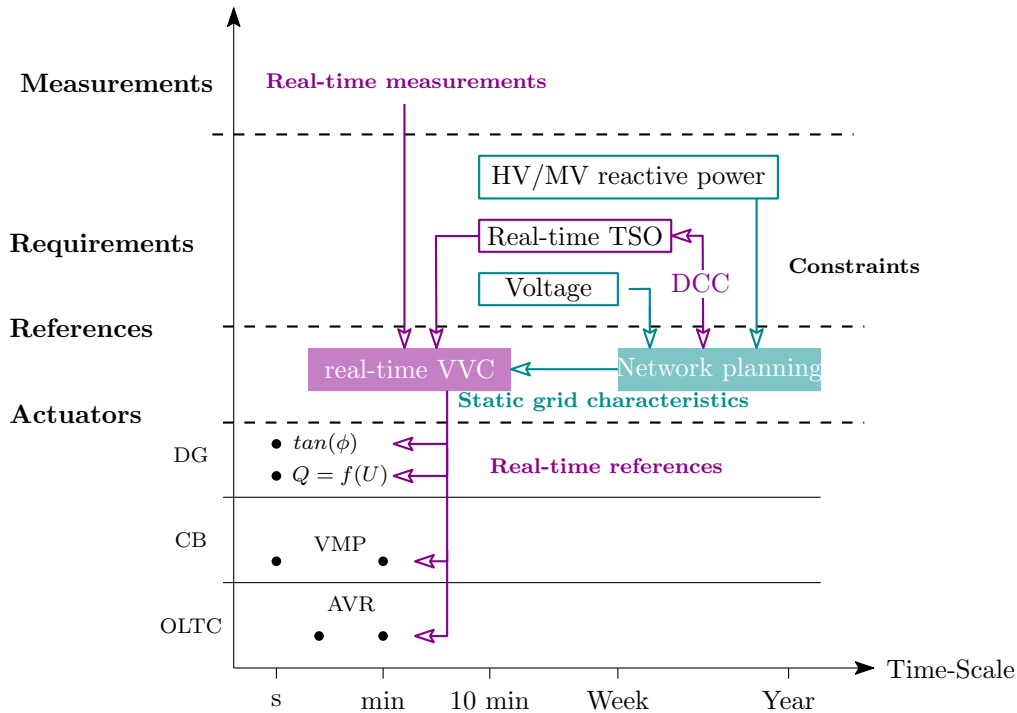 Measurements
Real-time measurements
HV/MV reactive power
Requirements
Real-time TSO
Constraints
Voltage
DCC
References
real-time VVC
Network planning
Static grid characteristics
Actuators
DG
tan(ϕ)
Q = f(U)
Real-time references
CB
VMP
OLTC
AVR
Time-Scale
s
min
10 min
Week
Year